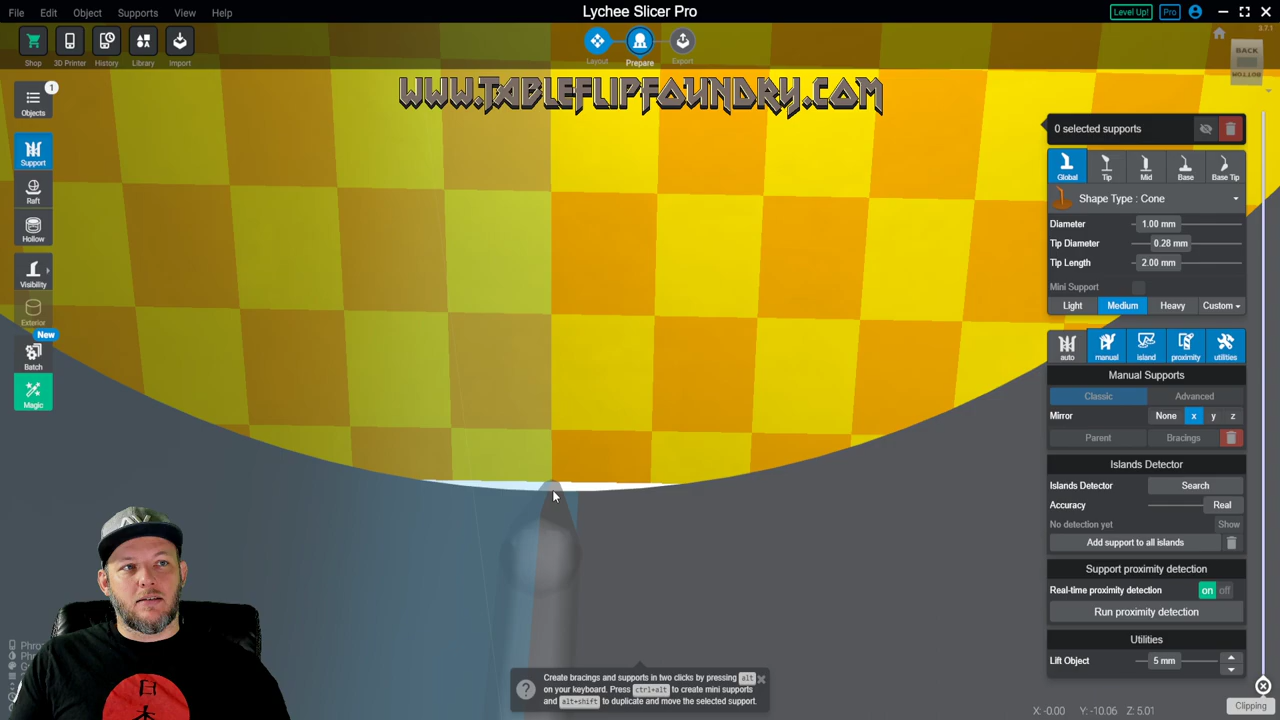 File Edit Object Supports View Help
Lychee Slicer Pro
Level Up! Pro
3.7.1
Shop 3D Printer History Library Import
Layout Prepare Export
BACK
BOTTOM
WWW.TABLEFLIPFOUNDRY.COM
1
Objects
Support
Raft
Hollow
Visibility
Exterior
New
Batch
Magic
0 selected supports
Global Tip Mid Base Base Tip
Shape Type : Cone
Diameter 1.00 mm
Tip Diameter 0.28 mm
Tip Length 2.00 mm
Mini Support
Light Medium Heavy Custom
auto manual island proximity utilities
Manual Supports
Classic Advanced
Mirror None x y z
Parent Bracings
Islands Detector
Islands Detector Search
Accuracy Real
No detection yet Show
Add support to all islands
Support proximity detection
Real-time proximity detection on off
Run proximity detection
Utilities
Lift Object 5 mm
Create bracings and supports in two clicks by pressing alt
on your keyboard. Press ctrl+alt to create mini supports
and alt+shift to duplicate and move the selected support.
X: -0.00 Y: -10.06 Z: 5.01
Clipping
日
本